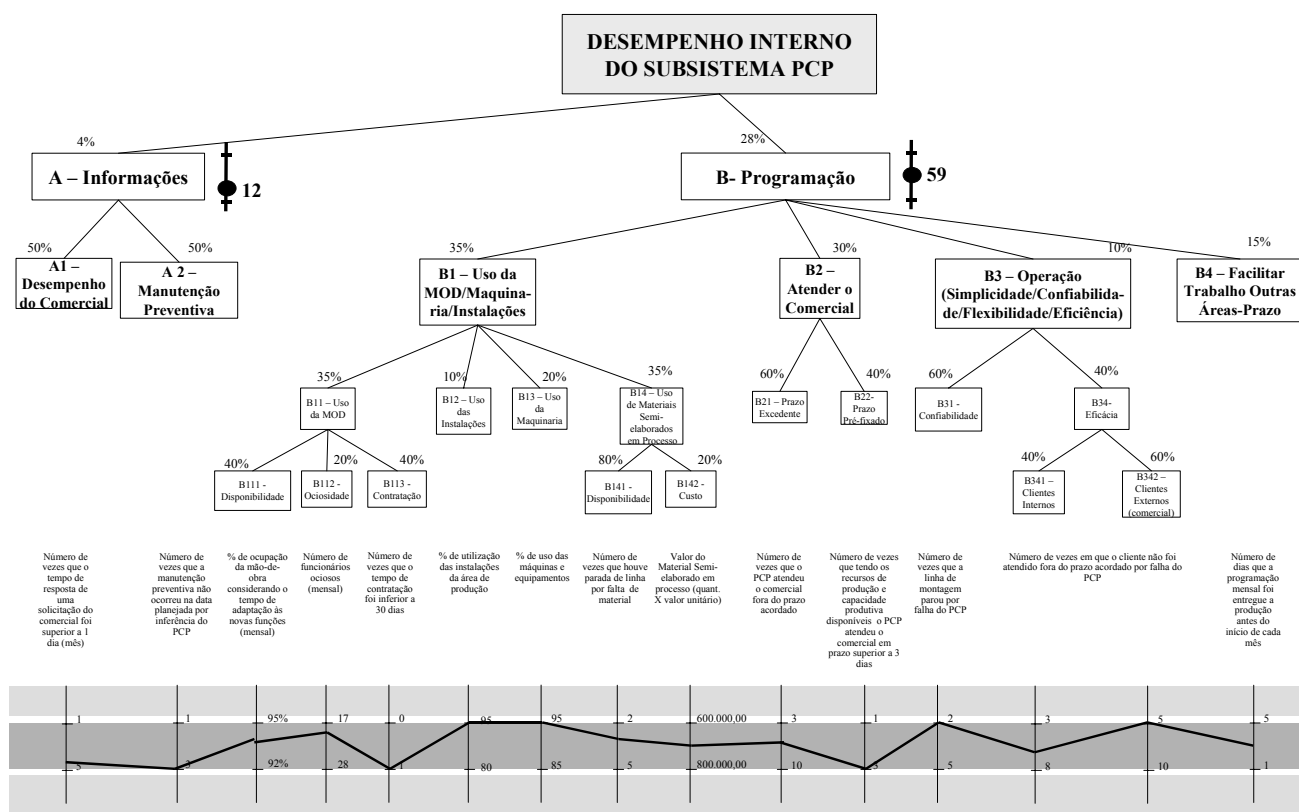 DESEMPENHO INTERNO
DO SUBSISTEMA PCP
4%
28%
A – Informações
12
B- Programação
59
50%
50%
35%
30%
10%
15%
A1 –
Desempenho
do Comercial
A 2 –
Manutenção
Preventiva
B1 – Uso da
MOD/Maquina-
ria/Instalações
B2 –
Atender o
Comercial
B3 – Operação
(Simplicidade/Confiabilida-
de/Flexibilidade/Eficiência)
B4 – Facilitar
Trabalho Outras
Áreas-Prazo
35%
10%
20%
35%
60%
40%
60%
40%
B11 – Uso
da MOD
B12 – Uso
das
Instalações
B13 – Uso
da
Maquinaria
B14 – Uso
de Materiais
Semi-
elaborados
em Processo
B21 – Prazo
Excedente
B22-
Prazo
Pré-fixado
B31 -
Confiabilidade
B34-
Eficácia
40%
20%
40%
80%
20%
40%
60%
B111 -
Disponibilidade
B112 -
Ociosidade
B113 -
Contratação
B141 -
Disponibilidade
B142 -
Custo
B341 –
Clientes
Internos
B342 –
Clientes
Externos
(comercial)
Número de
vezes que o
tempo de
resposta de
uma
solicitação do
comercial foi
superior a 1
dia (mês)
Número de
vezes que a
manutenção
preventiva não
ocorreu na data
planejada por
inferência do
PCP
% de ocupação
da mão-de-
obra
considerando o
tempo de
adaptação às
novas funções
(mensal)
Número de
funcionários
ociosos
(mensal)
Número de
vezes que o
tempo de
contratação
foi inferior a
30 dias
% de utilização
das instalações
da área de
produção
% de uso das
máquinas e
equipamentos
Número de
vezes que houve
parada de linha
por falta de
material
Valor do
Material Semi-
elaborado em
processo (quant.
X valor unitário)
Número de
vezes que o
PCP atendeu
o comercial
fora do prazo
acordado
Número de vezes
que tendo os
recursos de
produção e
capacidade
produtiva
disponíveis o PCP
atendeu o
comercial em
prazo superior a 3
dias
Número de
vezes que a
linha de
montagem
parou por
falha do PCP
Número de vezes em que o cliente não foi
atendido fora do prazo acordado por falha do
PCP
Número de
dias que a
programação
mensal foi
entregue a
produção
antes do
início de cada
mês
1
1
95%
17
0
95
95
2
600.000,00
3
1
2
3
5
5
5
3
92%
28
1
80
85
5
800.000,00
10
5
8
10
1